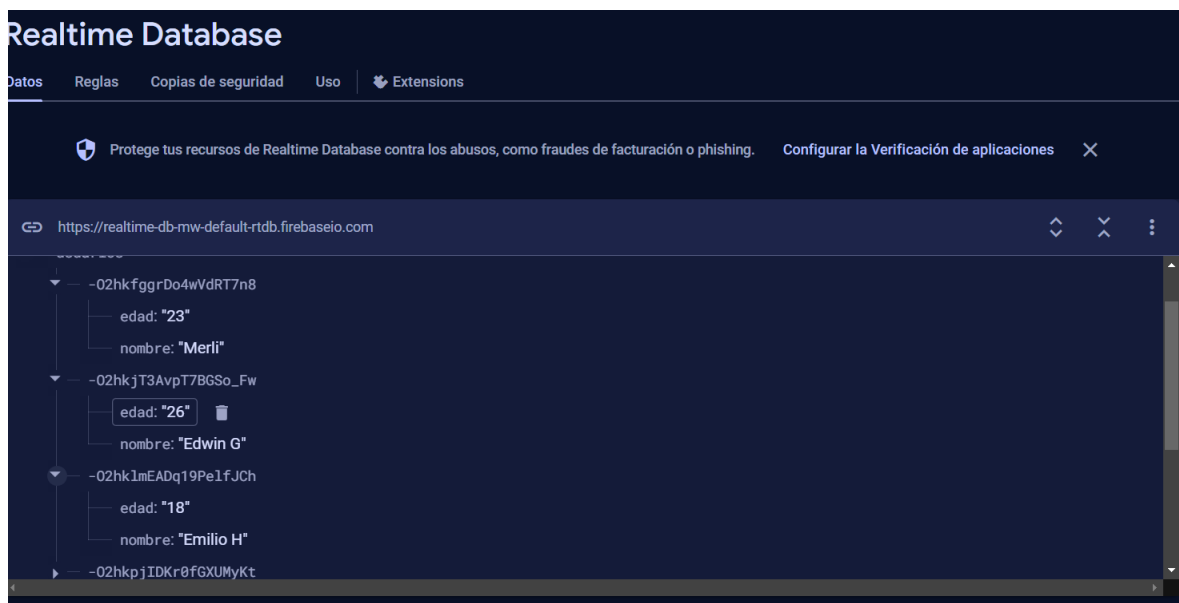 Realtime Database
Datos Reglas Copias de seguridad Uso Extensions
Protege tus recursos de Realtime Database contra los abusos, como fraudes de facturación o phishing. Configurar la Verificación de aplicaciones
https://realtime-db-mw-default-rtdb.firebaseio.com
-O2hkfggrDo4wVdRT7n8
edad: "23"
nombre: "Merli"
-O2hkjT3AvpT7BGSo_Fw
edad: "26"
nombre: "Edwin G"
-O2hklmEADq19PelfJCh
edad: "18"
nombre: "Emilio H"
-O2hkpjIDKr0fGXUMyKt